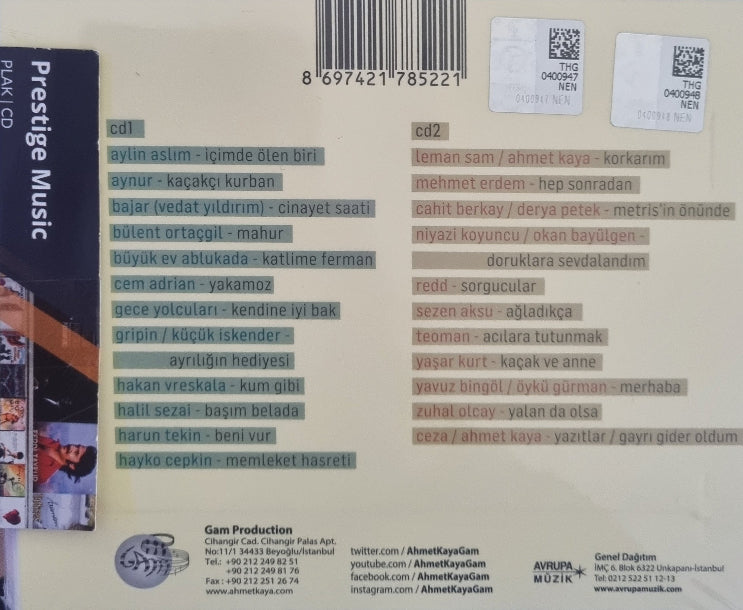 8 697421 785221
THG
0400947
NEN
0400947 NEN
THG
0400948
NEN
0400948 NEN
Prestige Music
PLAK | CD
cd1
aylin aslım - içimde ölen biri
aynur - kaçakçı kurban
bajar (vedat yıldırım) - cinayet saati
bülent ortaçgil - mahur
büyük ev ablukada - katlime ferman
cem adrian - yakamoz
gece yolcuları - kendine iyi bak
gripin / küçük iskender -
ayrılığın hediyesi
hakan vreskala - kum gibi
halil sezai - başım belada
harun tekin - beni vur
hayko cepkin - memleket hasreti
cd2
leman sam / ahmet kaya - korkarım
mehmet erdem - hep sonradan
cahit berkay / derya petek - metris'in önünde
niyazi koyuncu / okan bayülgen -
doruklara sevdalandım
redd - sorgucular
sezen aksu - ağladıkça
teoman - acılara tutunmak
yaşar kurt - kaçak ve anne
yavuz bingöl / öykü gürman - merhaba
zuhal olcay - yalan da olsa
ceza / ahmet kaya - yazıtlar / gayrı gider oldum
GAM
Gam Production
Cihangir Cad. Cihangir Palas Apt.
No:11/1 34433 Beyoğlu/İstanbul
Tel.: +90 212 249 82 51
+90 212 249 81 76
Fax : +90 212 251 26 74
www.ahmetkaya.com
twitter.com / AhmetKayaGam
youtube.com / AhmetKayaGam
facebook.com / AhmetKayaGam
instagram.com / AhmetKayaGam
AVRUPA
MÜZİK
Genel Dağıtım
İMÇ 6. Blok 6322 Unkapanı-İstanbul
Tel: 0212 522 51 12-13
www.avrupamuzik.com